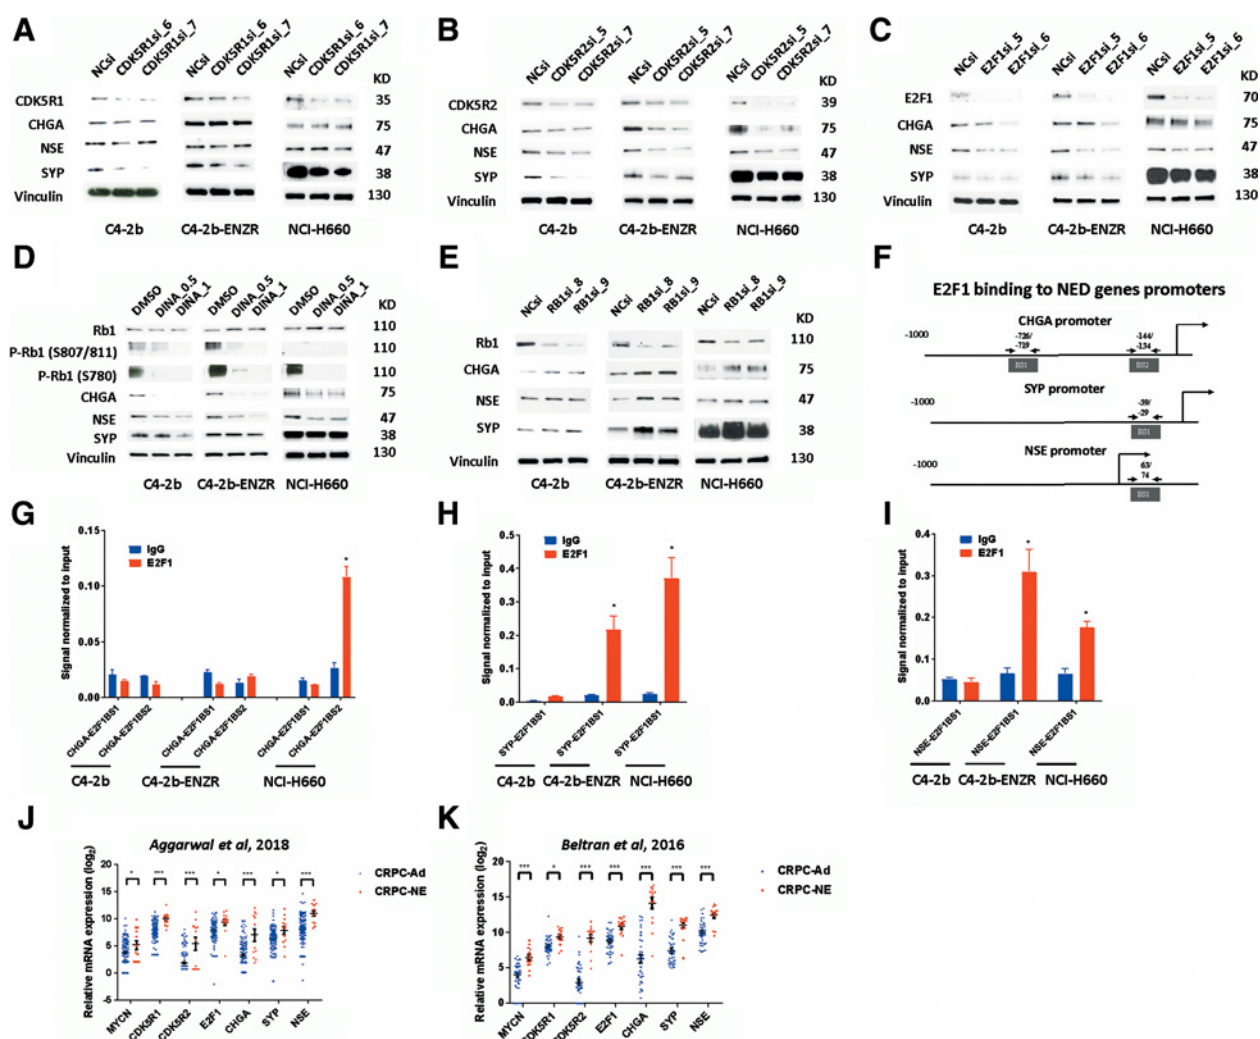 A
NCsi CDK5R1si_6 CDK5R1si_7 NCsi CDK5R1si_6 CDK5R1si_7 NCsi CDK5R1si_6 CDK5R1si_7
KD
CDK5R1 35
CHGA 75
NSE 47
SYP 38
Vinculin 130
C4-2b C4-2b-ENZR NCI-H660
B
NCsi CDK5R2si_5 CDK5R2si_7 NCsi CDK5R2si_5 CDK5R2si_7 NCsi CDK5R2si_5 CDK5R2si_7
KD
CDK5R2 39
CHGA 75
NSE 47
SYP 38
Vinculin 130
C4-2b C4-2b-ENZR NCI-H660
C
NCsi E2F1si_5 E2F1si_6 NCsi E2F1si_5 E2F1si_6 NCsi E2F1si_5 E2F1si_6
KD
E2F1 70
CHGA 75
NSE 47
SYP 38
Vinculin 130
C4-2b C4-2b-ENZR NCI-H660
D
DMSO DINA_0.5 DINA_1 DMSO DINA_0.5 DINA_1 DMSO DINA_0.5 DINA_1
KD
Rb1 110
P-Rb1 (S807/811) 110
P-Rb1 (S780) 110
CHGA 75
NSE 47
SYP 38
Vinculin 130
C4-2b C4-2b-ENZR NCI-H660
E
NCsi RB1si_8 RB1si_9 NCsi RB1si_8 RB1si_9 NCsi RB1si_8 RB1si_9
KD
Rb1 110
CHGA 75
NSE 47
SYP 38
Vinculin 130
C4-2b C4-2b-ENZR NCI-H660
F
E2F1 binding to NED genes promoters
CHGA promoter
-1000
-726/ -144/
-719 -134
BS1 BS2
SYP promoter
-1000
-39/
-29
BS1
NSE promoter
-1000
63/
74
BS1
G
Signal normalized to input
0.15
0.10
0.05
0.00
IgG
E2F1
*
CHGA-E2F1BS1 CHGA-E2F1BS2 CHGA-E2F1BS1 CHGA-E2F1BS2 CHGA-E2F1BS1 CHGA-E2F1BS2
C4-2b C4-2b-ENZR NCI-H660
H
Signal normalized to input
0.5
0.4
0.3
0.2
0.1
0.0
IgG
E2F1
* *
SYP-E2F1BS1 SYP-E2F1BS1 SYP-E2F1BS1
C4-2b C4-2b-ENZR NCI-H660
I
Signal normalized to input
0.4
0.3
0.2
0.1
0.0
IgG
E2F1
* *
NSE-E2F1BS1 NSE-E2F1BS1 NSE-E2F1BS1
C4-2b C4-2b-ENZR NCI-H660
J
Aggarwal et al, 2018
Relative mRNA expression (log2)
20
15
10
5
0
-5
* *** *** * *** * ***
CRPC-Ad
CRPC-NE
MYCN CDK5R1 CDK5R2 E2F1 CHGA SYP NSE
K
Beltran et al, 2016
Relative mRNA expression (log2)
20
15
10
5
0
*** * *** *** *** *** ***
CRPC-Ad
CRPC-NE
MYCN CDK5R1 CDK5R2 E2F1 CHGA SYP NSE